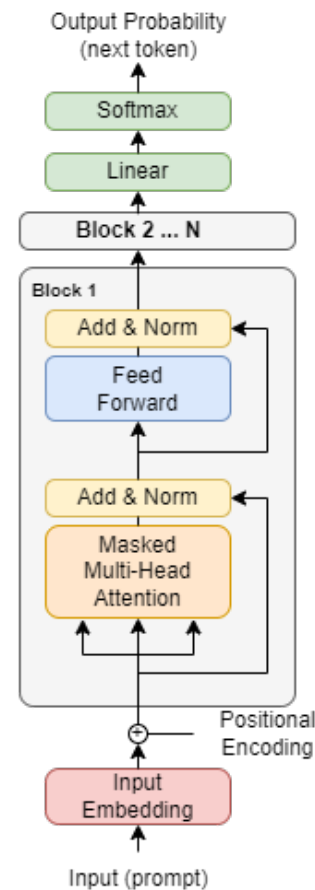 Output Probability
(next token)
Softmax
Linear
Block 2 ... N
Block 1
Add & Norm
Feed
Forward
Add & Norm
Masked
Multi-Head
Attention
+
Positional
Encoding
Input
Embedding
Input (prompt)